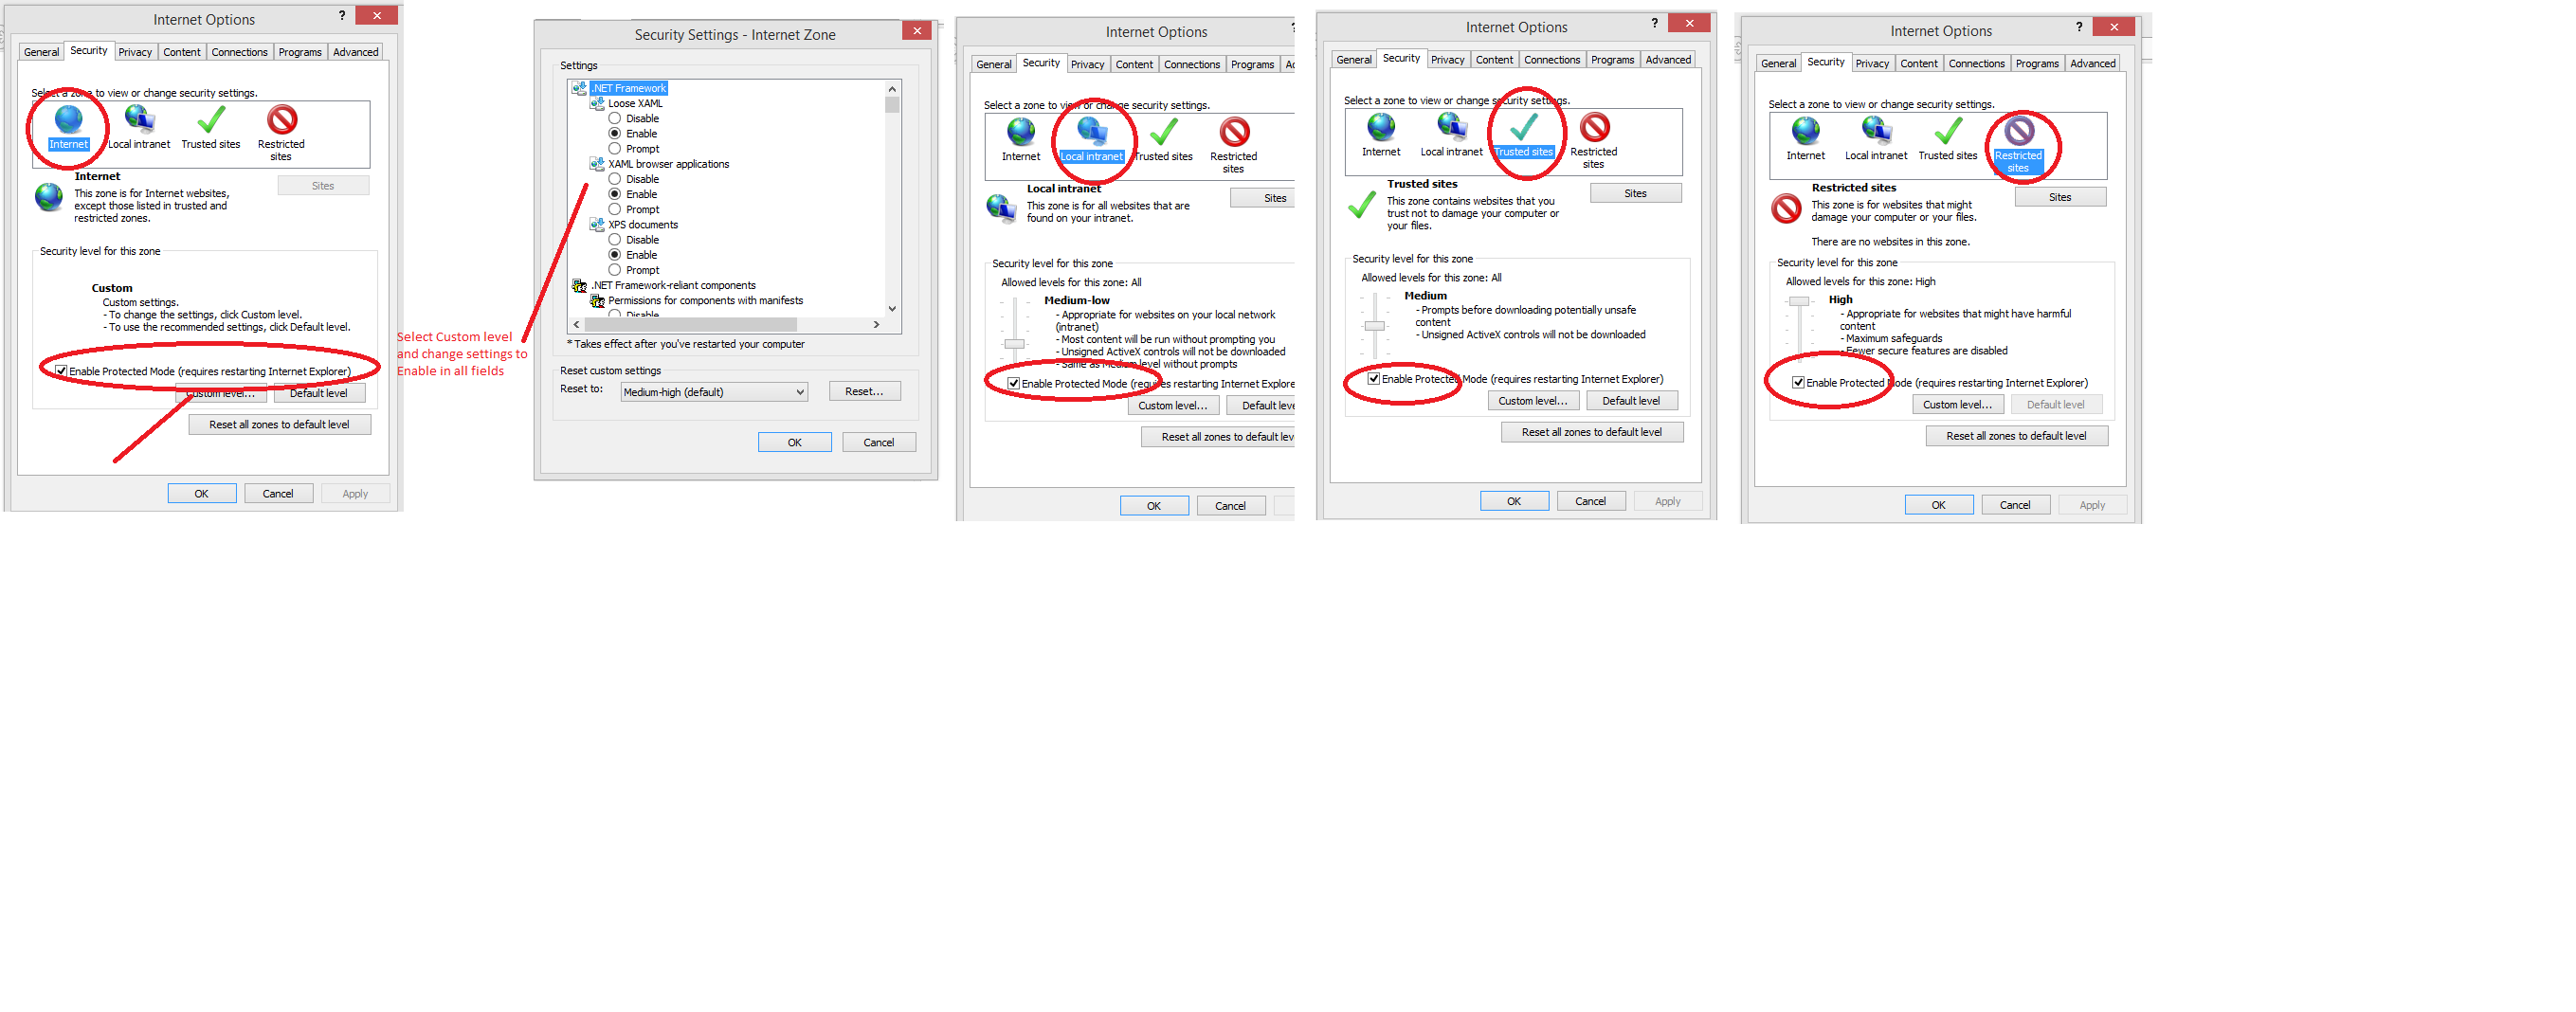 Internet Options
?
General Security Privacy Content Connections Programs Advanced
Select a zone to view or change security settings.
Internet Local intranet Trusted sites Restricted
sites
Internet
This zone is for Internet websites,
except those listed in trusted and
restricted zones.
Sites
Security level for this zone
Custom
Custom settings.
- To change the settings, click Custom level.
- To use the recommended settings, click Default level.
Enable Protected Mode (requires restarting Internet Explorer)
Custom level... Default level
Reset all zones to default level
OK Cancel Apply
Select Custom level
and change settings to
Enable in all fields
Security Settings - Internet Zone
Settings
.NET Framework
Loose XAML
Disable
Enable
Prompt
XAML browser applications
Disable
Enable
Prompt
XPS documents
Disable
Enable
Prompt
.NET Framework-reliant components
Permissions for components with manifests
Disable
*Takes effect after you've restarted your computer
Reset custom settings
Reset to: Medium-high (default) Reset...
OK Cancel
Internet Options
General Security Privacy Content Connections Programs
Select a zone to view or change security settings.
Internet Local intranet Trusted sites Restricted
sites
Local intranet
This zone is for all websites that are
found on your intranet.
Sites
Security level for this zone
Allowed levels for this zone: All
Medium-low
- Appropriate for websites on your local network
(intranet)
- Most content will be run without prompting you
- Unsigned ActiveX controls will not be downloaded
- Same as Medium level without prompts
Enable Protected Mode (requires restarting Internet Explore
Custom level... Default leve
Reset all zones to default lev
OK Cancel
Internet Options
?
General Security Privacy Content Connections Programs Advanced
Select a zone to view or change security settings.
Internet Local intranet Trusted sites Restricted
sites
Trusted sites
This zone contains websites that you
trust not to damage your computer or
your files.
Sites
Security level for this zone
Allowed levels for this zone: All
Medium
- Prompts before downloading potentially unsafe
content
- Unsigned ActiveX controls will not be downloaded
Enable Protected Mode (requires restarting Internet Explorer)
Custom level... Default level
Reset all zones to default level
OK Cancel Apply
Internet Options
?
General Security Privacy Content Connections Programs Advanced
Select a zone to view or change security settings.
Internet Local intranet Trusted sites Restricted
sites
Restricted sites
This zone is for websites that might
damage your computer or your files.
There are no websites in this zone.
Sites
Security level for this zone
Allowed levels for this zone: High
High
- Appropriate for websites that might have harmful
content
- Maximum safeguards
- Fewer secure features are disabled
Enable Protected Mode (requires restarting Internet Explorer)
Custom level... Default level
Reset all zones to default level
OK Cancel Apply